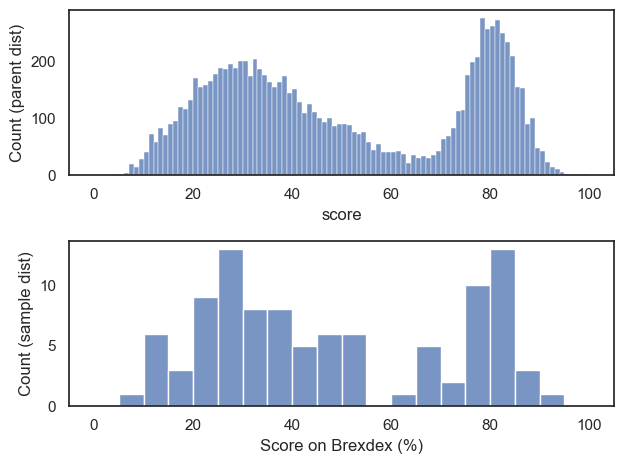 Count (parent dist)
200
100
0
0 20 40 60 80 100
score
Count (sample dist)
10
5
0
0 20 40 60 80 100
Score on Brexdex (%)